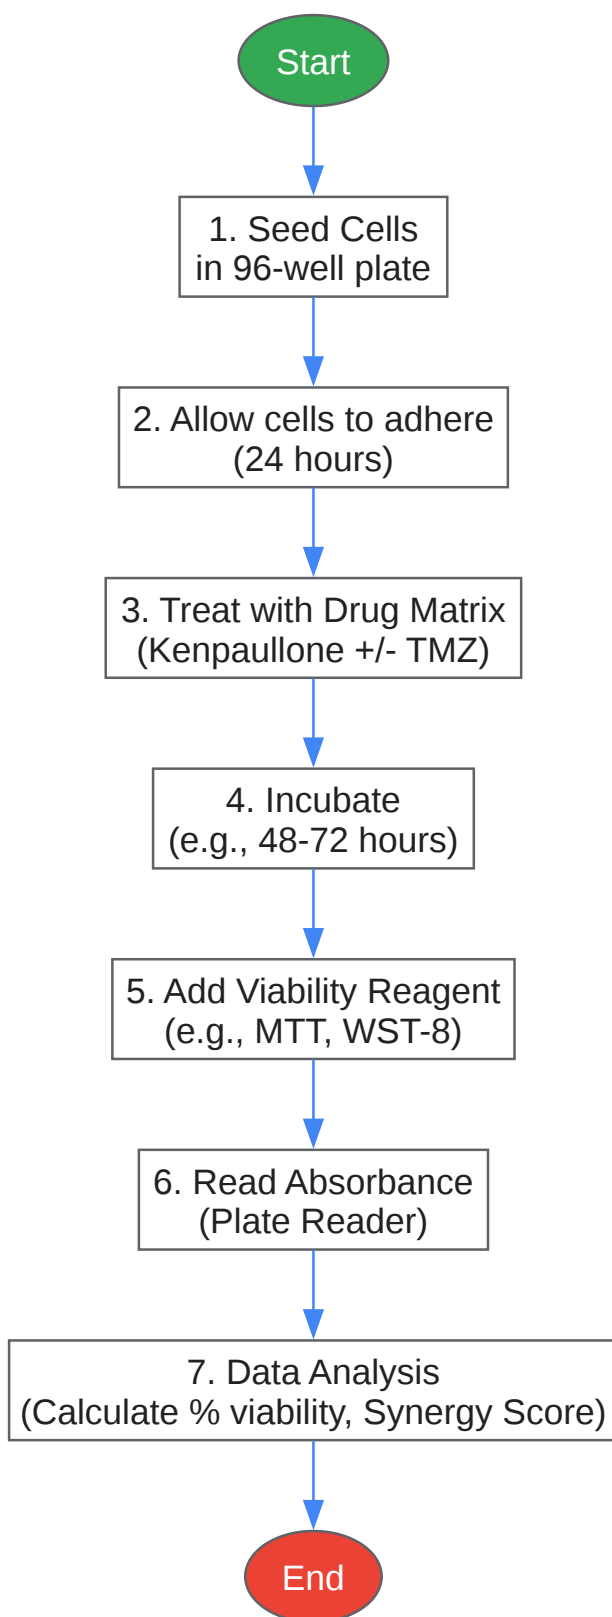 Start
1. Seed Cells
in 96-well plate
2. Allow cells to adhere
(24 hours)
3. Treat with Drug Matrix
(Kenpaullone +/- TMZ)
4. Incubate
(e.g., 48-72 hours)
5. Add Viability Reagent
(e.g., MTT, WST-8)
6. Read Absorbance
(Plate Reader)
7. Data Analysis
(Calculate % viability, Synergy Score)
End